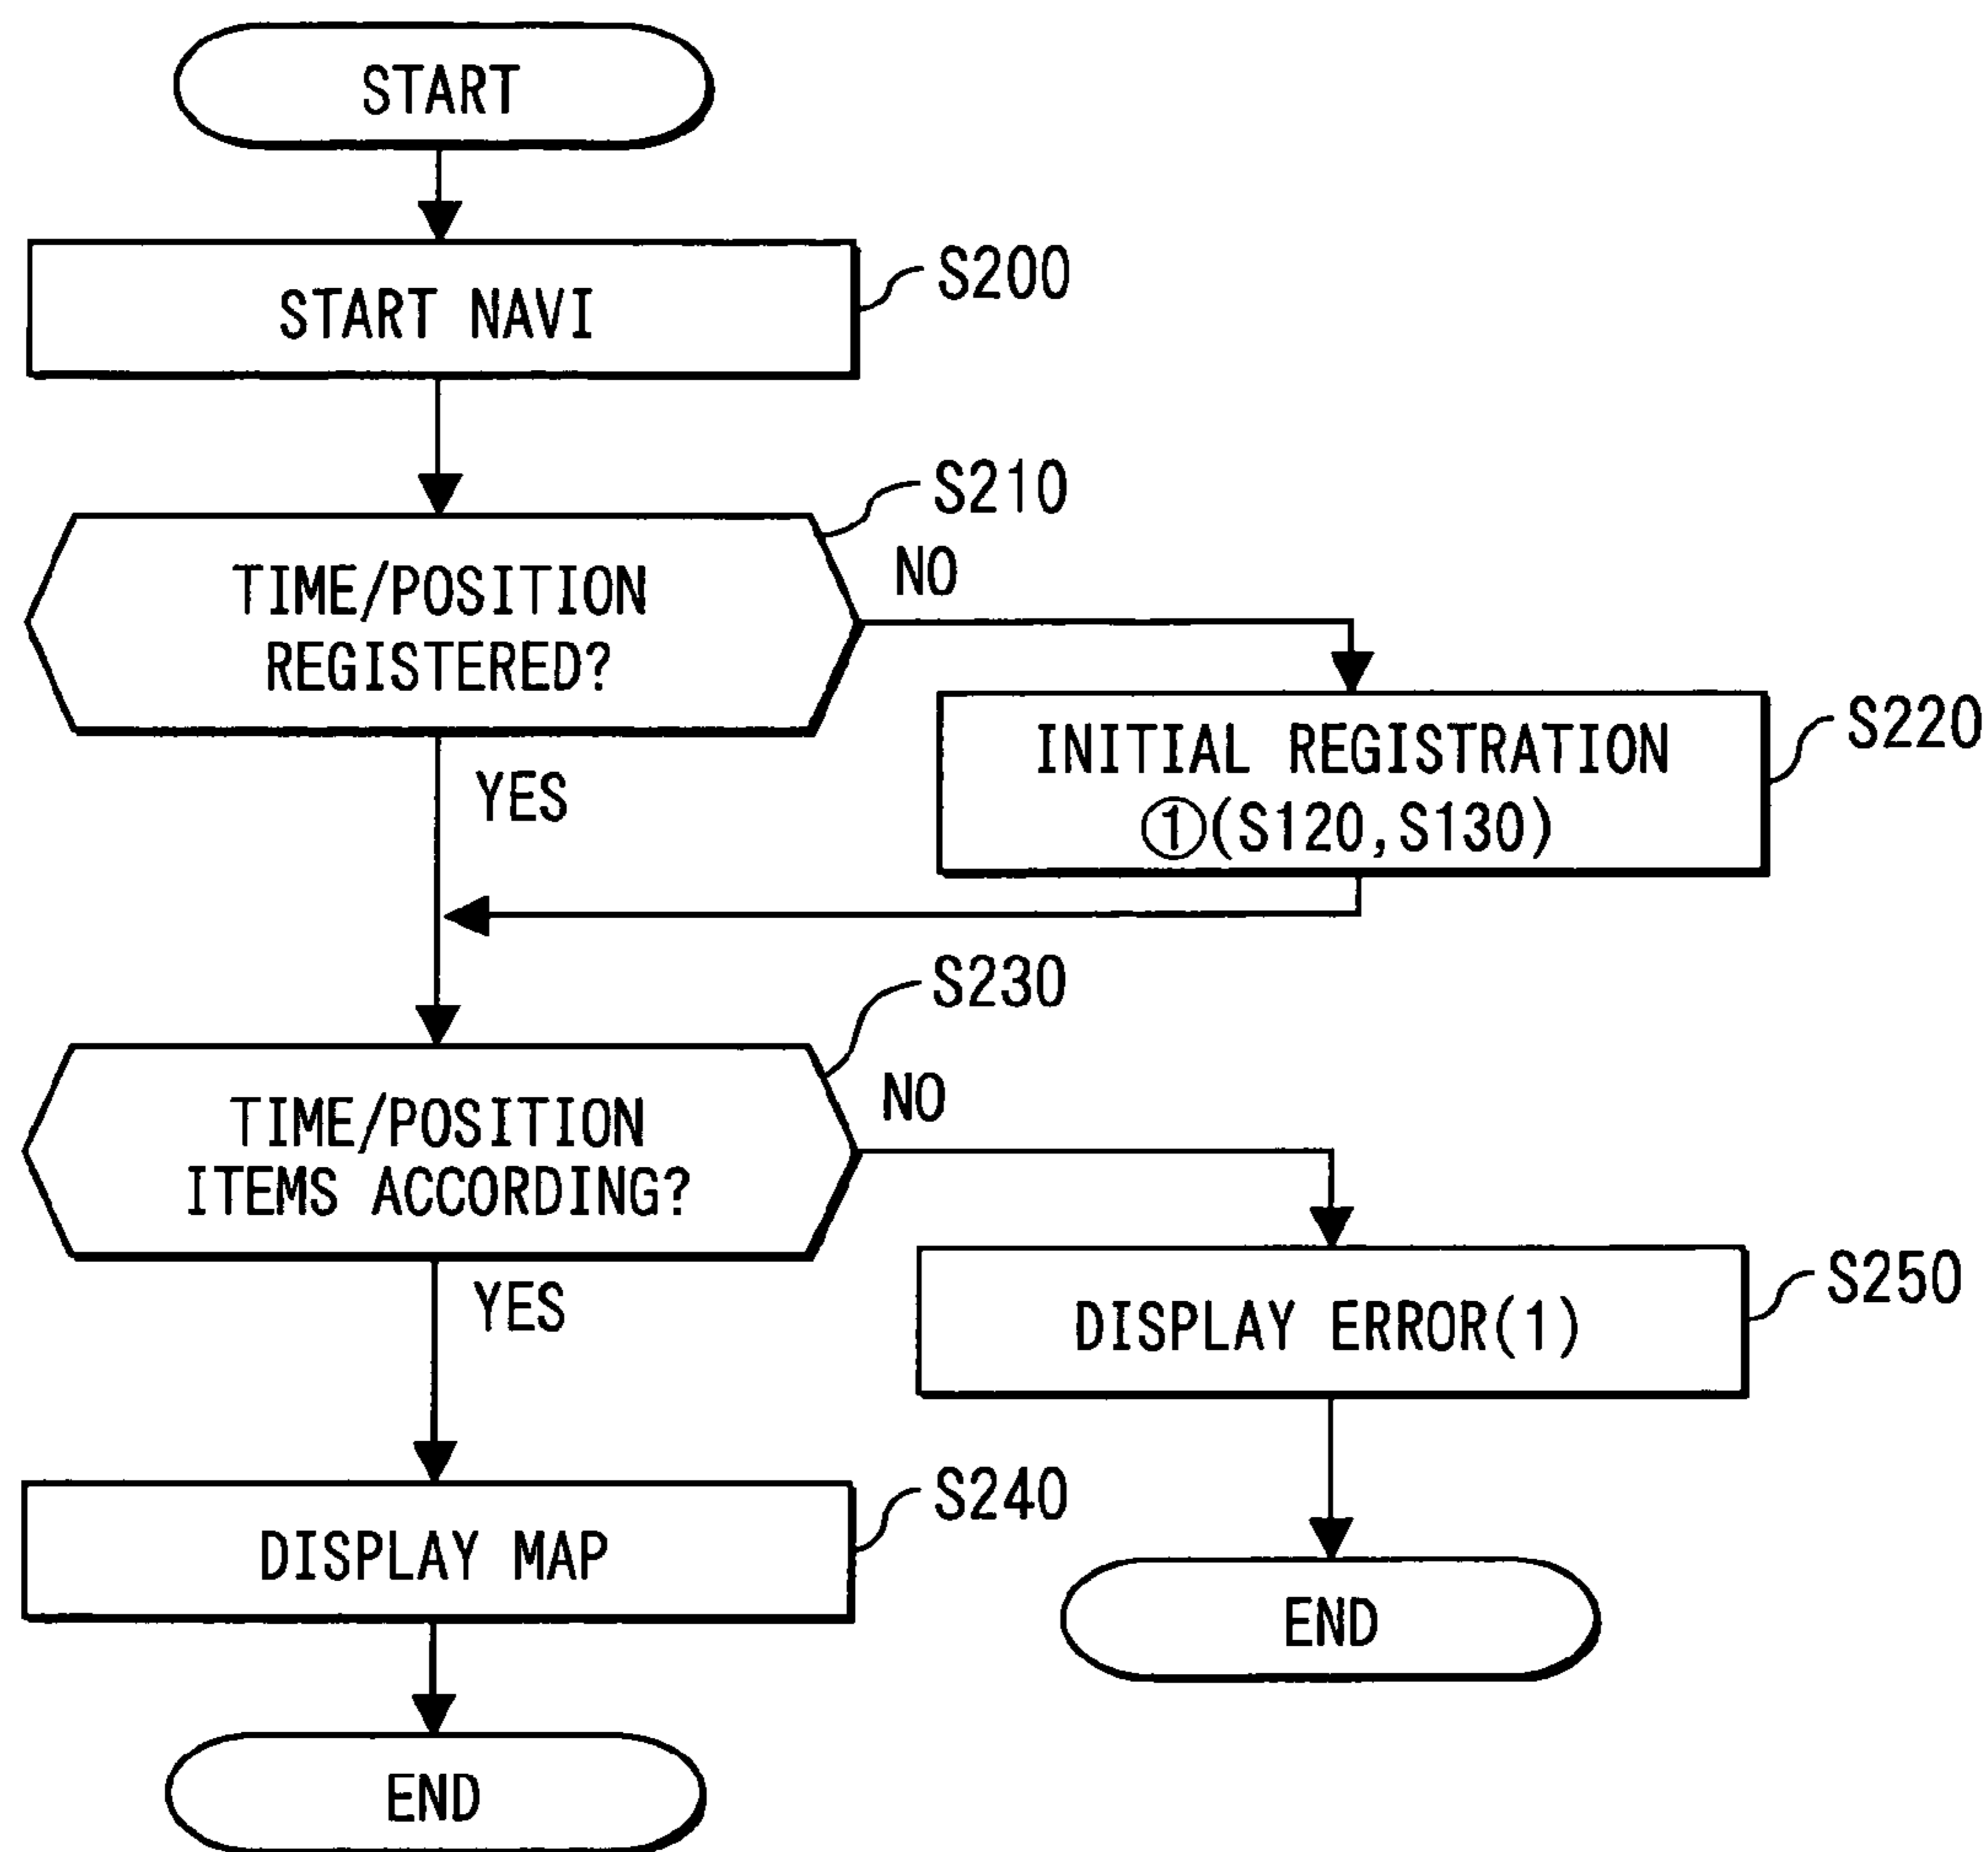 START
START NAVI
S200
S210
TIME/POSITION
REGISTERED?
NO
YES
INITIAL REGISTRATION
①(S120,S130)
S220
S230
TIME/POSITION
ITEMS ACCORDING?
NO
YES
DISPLAY ERROR(1)
S250
DISPLAY MAP
S240
END
END